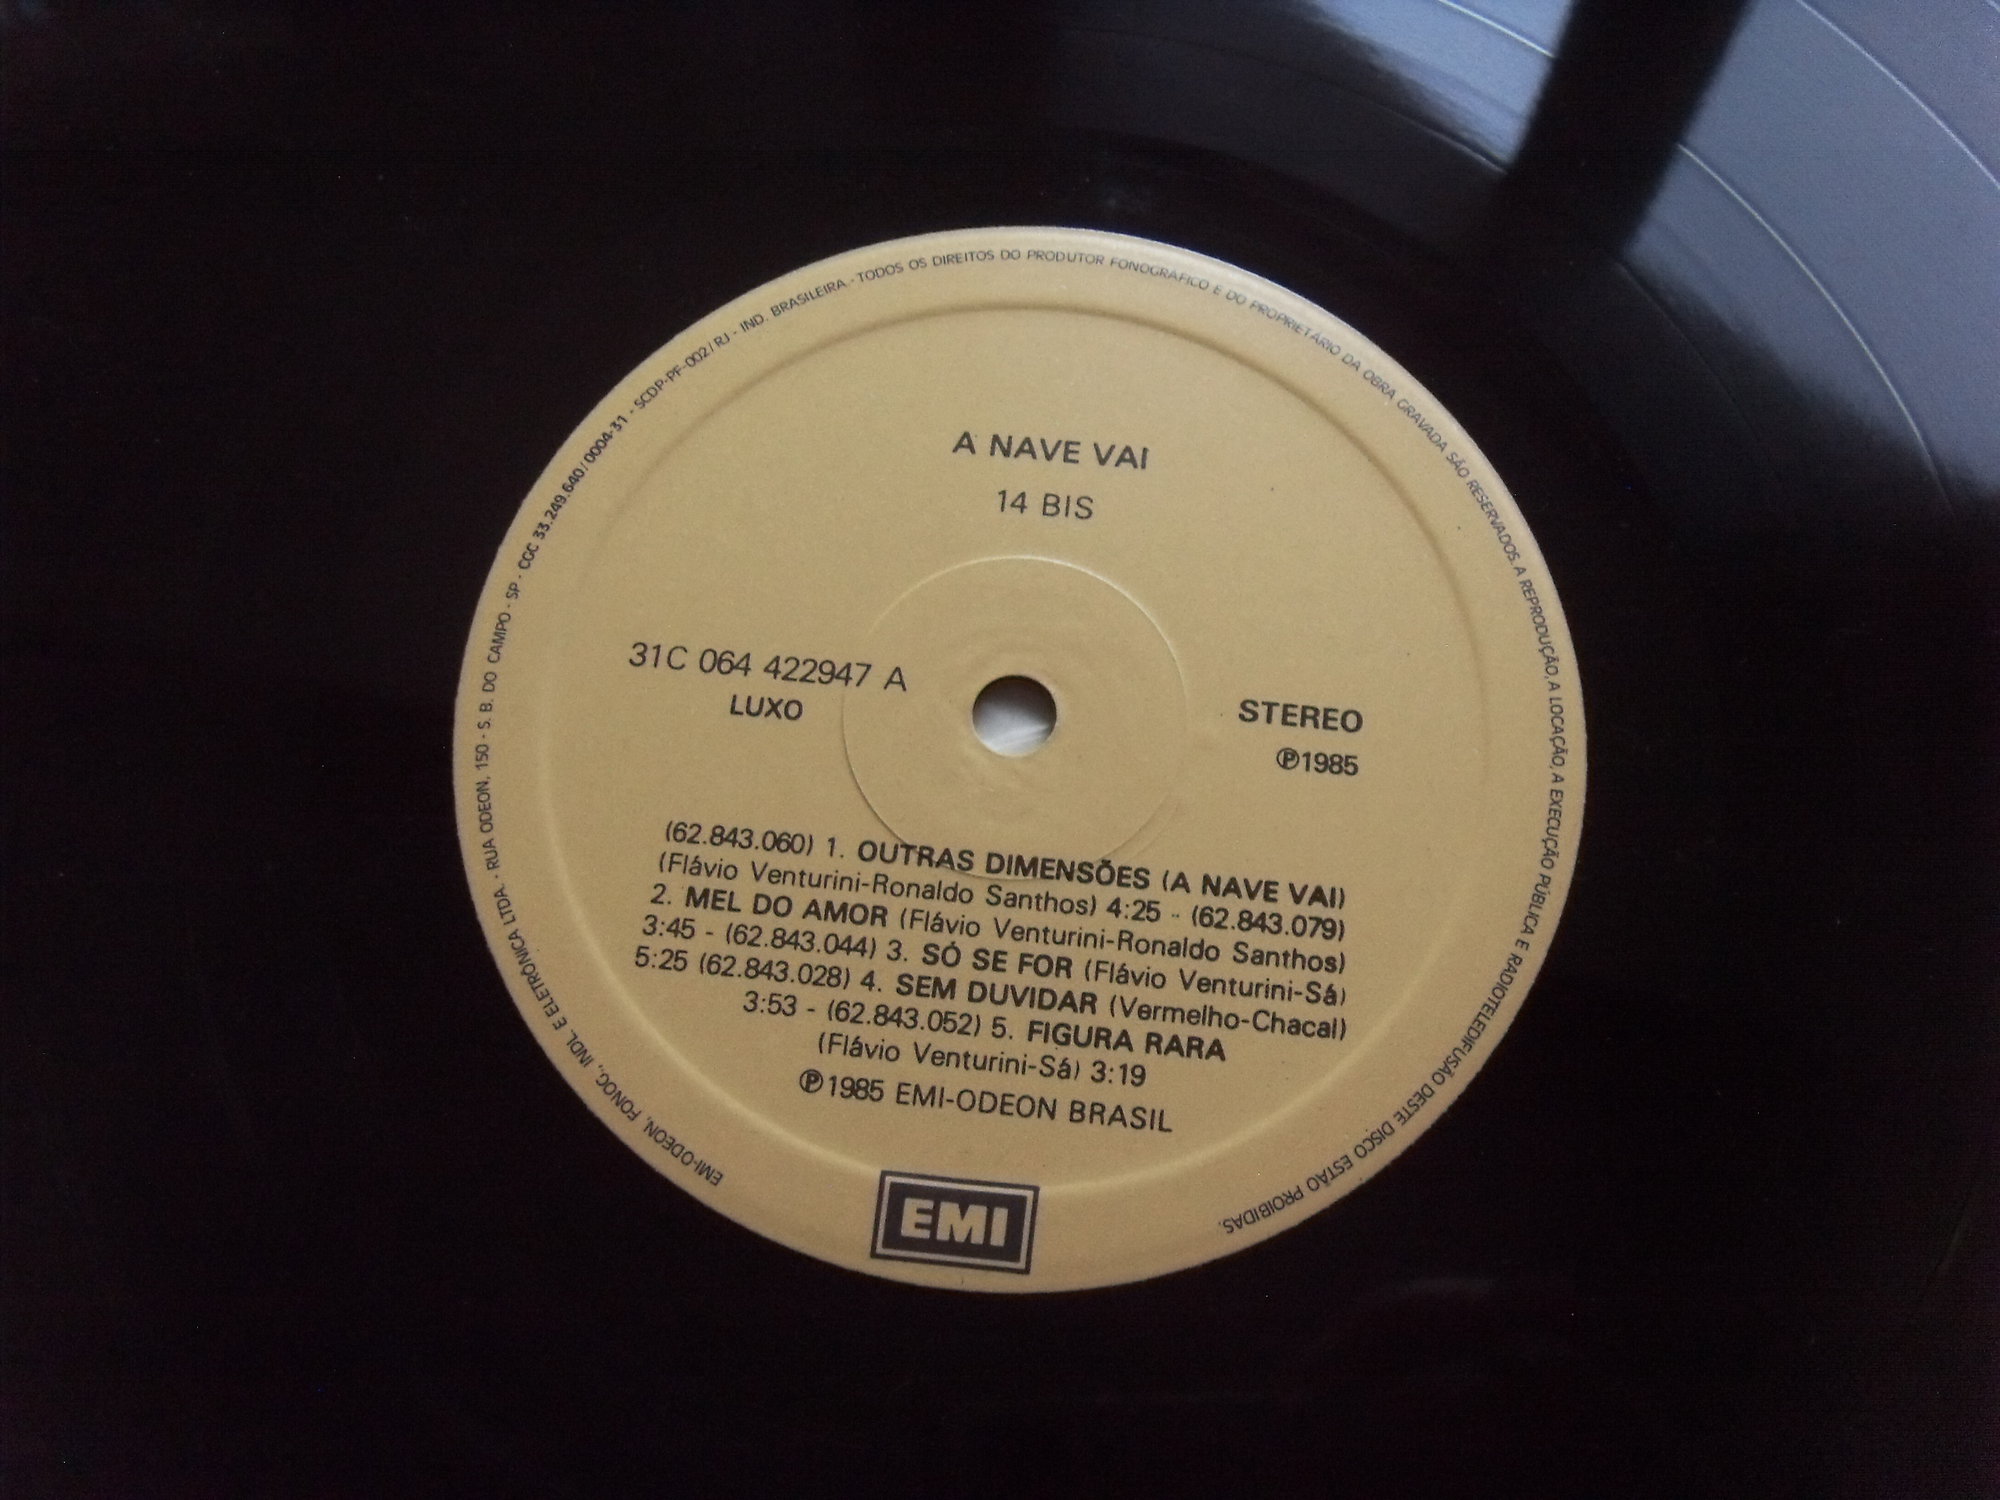 A NAVE VAI
14 BIS
31C 064 422947 A
LUXO
STEREO
Ⓟ1985
(62.843.060) 1. OUTRAS DIMENSÕES (A NAVE VAI)
(Flávio Venturini-Ronaldo Santhos) 4:25 - (62.843.079)
2. MEL DO AMOR (Flávio Venturini-Ronaldo Santhos)
3:45 - (62.843.044) 3. SÓ SE FOR (Flávio Venturini-Sá)
5:25 (62.843.028) 4. SEM DUVIDAR (Vermelho-Chacal)
3:53 - (62.843.052) 5. FIGURA RARA
(Flávio Venturini-Sá) 3:19
Ⓟ1985 EMI-ODEON BRASIL
EMI
EMI-ODEON, FONOG., INDL. E ELETRÔNICA LTDA. - RUA ODEON, 150 - S. B. DO CAMPO - SP - CGC 33.249.640/0004-31 - SCDP-PF-002/RJ - IND. BRASILEIRA. - TODOS OS DIREITOS DO PRODUTOR FONOGRÁFICO E DO PROPRIETÁRIO DA OBRA GRAVADA SÃO RESERVADOS. A REPRODUÇÃO, A LOCAÇÃO, A EXECUÇÃO PÚBLICA E RADIOTELEDIFUSÃO DESTE DISCO ESTÃO PROIBIDAS.